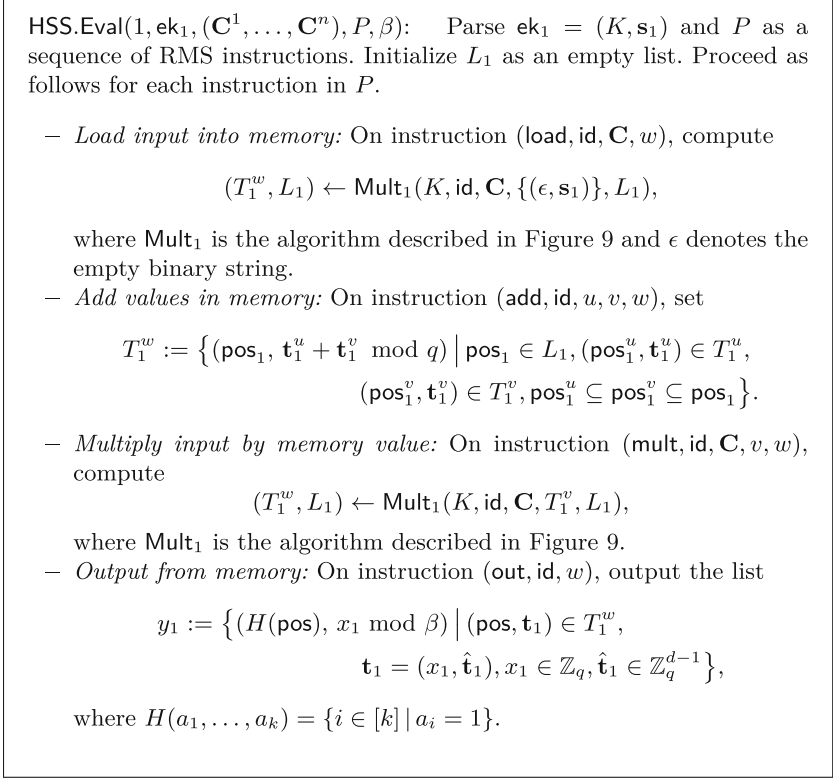 HSS.Eval(1, ek₁, (𝐂¹, …, 𝐂ⁿ), P, β): Parse ek₁ = (K, 𝐬₁) and P as a
sequence of RMS instructions. Initialize L₁ as an empty list. Proceed as
follows for each instruction in P.
– Load input into memory: On instruction (load, id, 𝐂, w), compute
(T₁ʷ, L₁) ← Mult₁(K, id, 𝐂, {(ϵ, 𝐬₁)}, L₁),
where Mult₁ is the algorithm described in Figure 9 and ϵ denotes the
empty binary string.
– Add values in memory: On instruction (add, id, u, v, w), set
T₁ʷ := {(pos₁, 𝐭₁ᵘ + 𝐭₁ᵛ mod q) | pos₁ ∈ L₁, (pos₁ᵘ, 𝐭₁ᵘ) ∈ T₁ᵘ,
(pos₁ᵛ, 𝐭₁ᵛ) ∈ T₁ᵛ, pos₁ᵘ ⊆ pos₁ᵛ ⊆ pos₁}.
– Multiply input by memory value: On instruction (mult, id, 𝐂, v, w),
compute
(T₁ʷ, L₁) ← Mult₁(K, id, 𝐂, T₁ᵛ, L₁),
where Mult₁ is the algorithm described in Figure 9.
– Output from memory: On instruction (out, id, w), output the list
y₁ := {(H(pos), x₁ mod β) | (pos, 𝐭₁) ∈ T₁ʷ,
𝐭₁ = (x₁, 𝐭̂₁), x₁ ∈ ℤ_q, 𝐭̂₁ ∈ ℤ_q^{d−1}},
where H(a₁, …, a_k) = {i ∈ [k] | a_i = 1}.